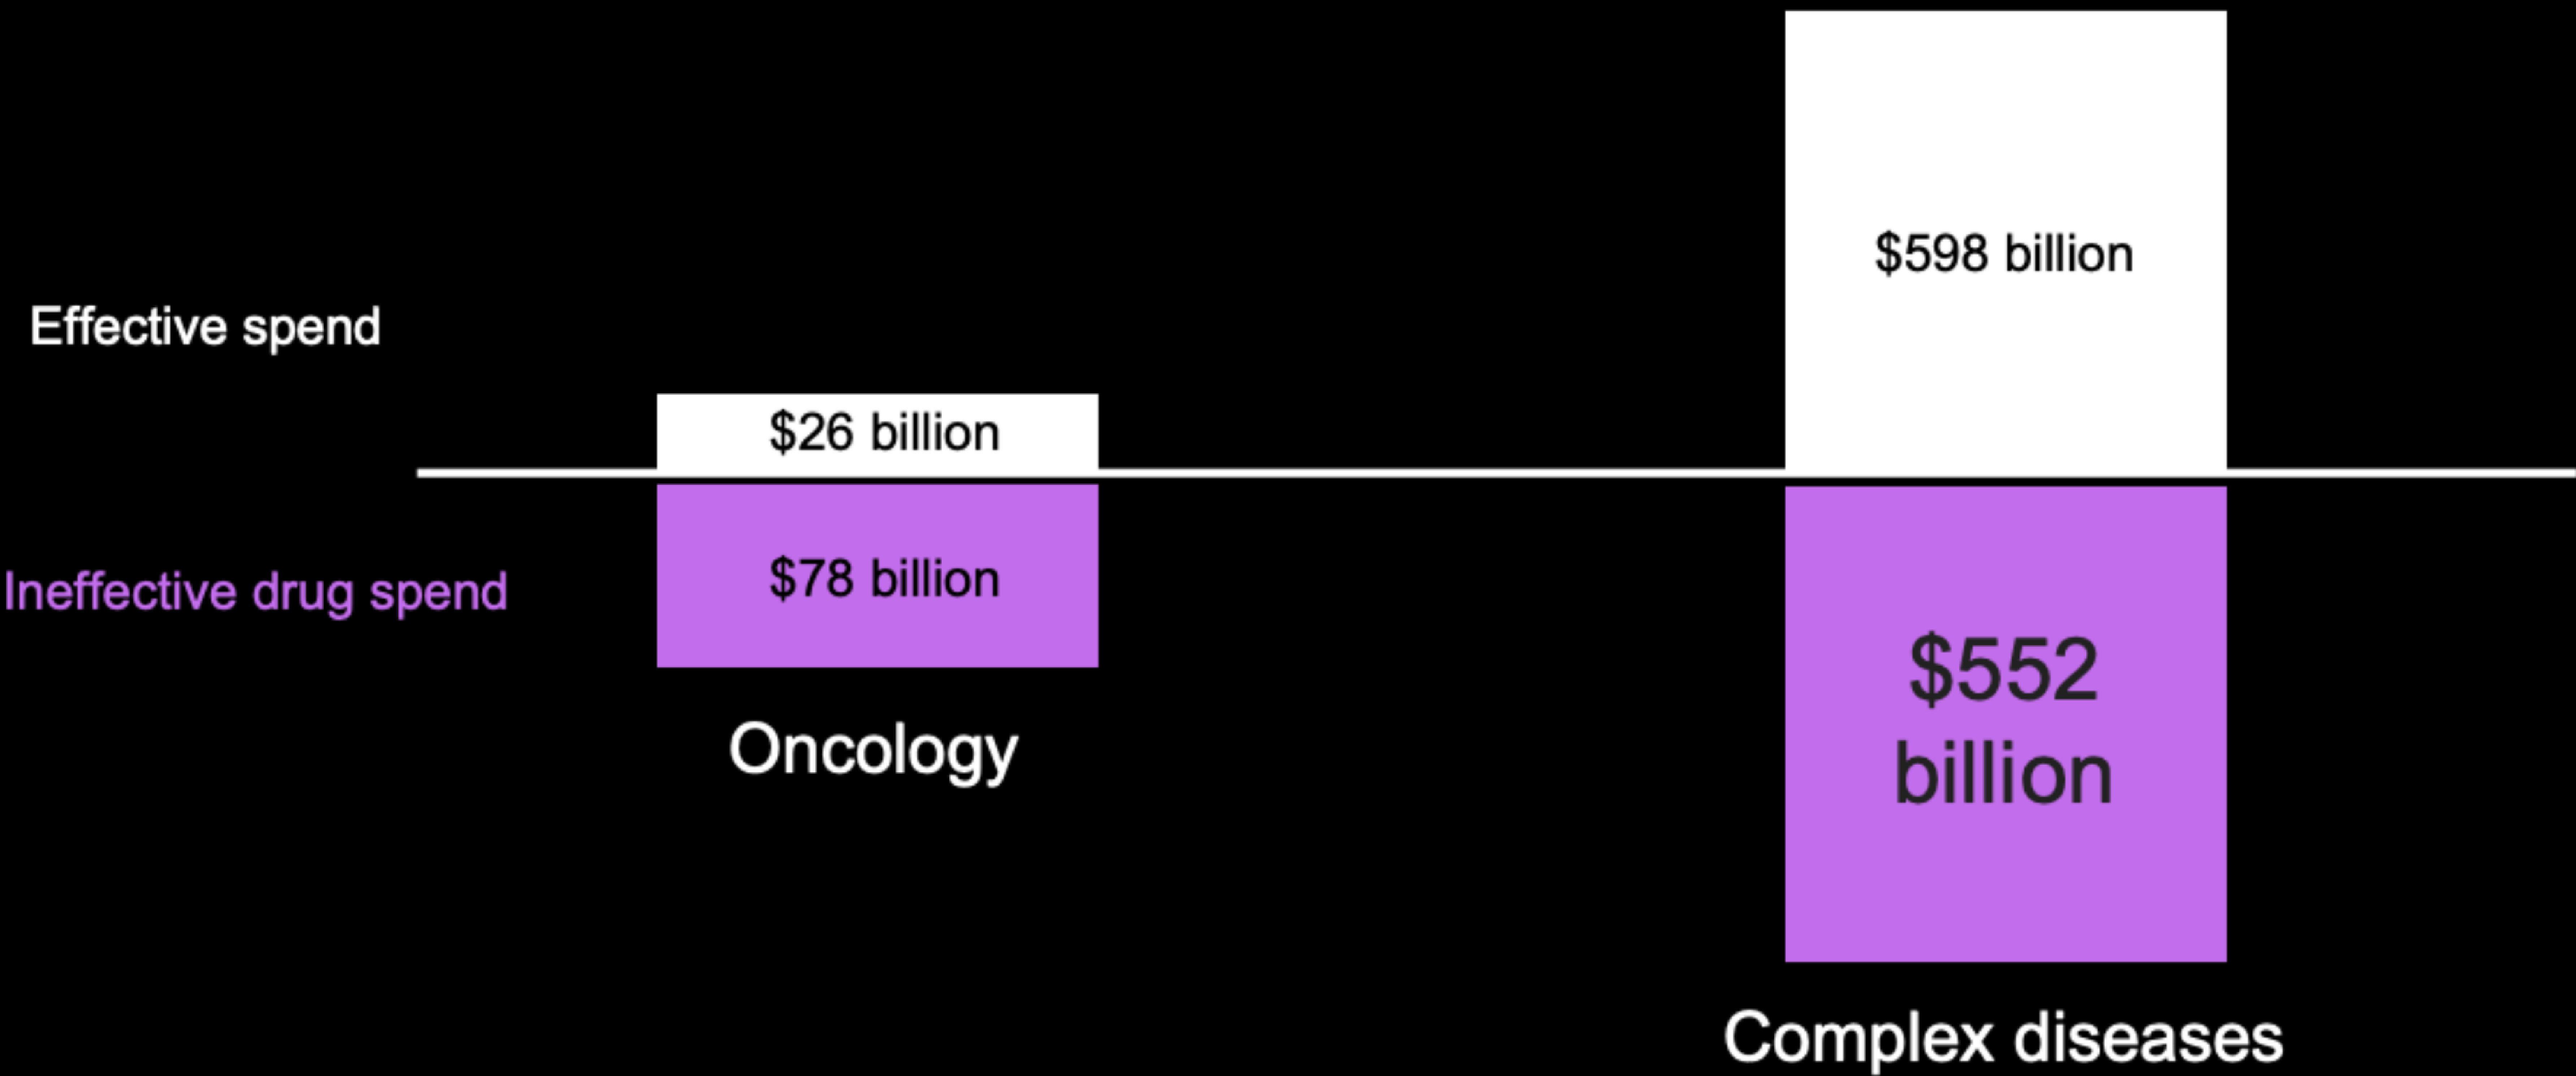 $598 billion
Effective spend
$26 billion
Ineffective drug spend
$78 billion
$552
billion
Oncology
Complex diseases